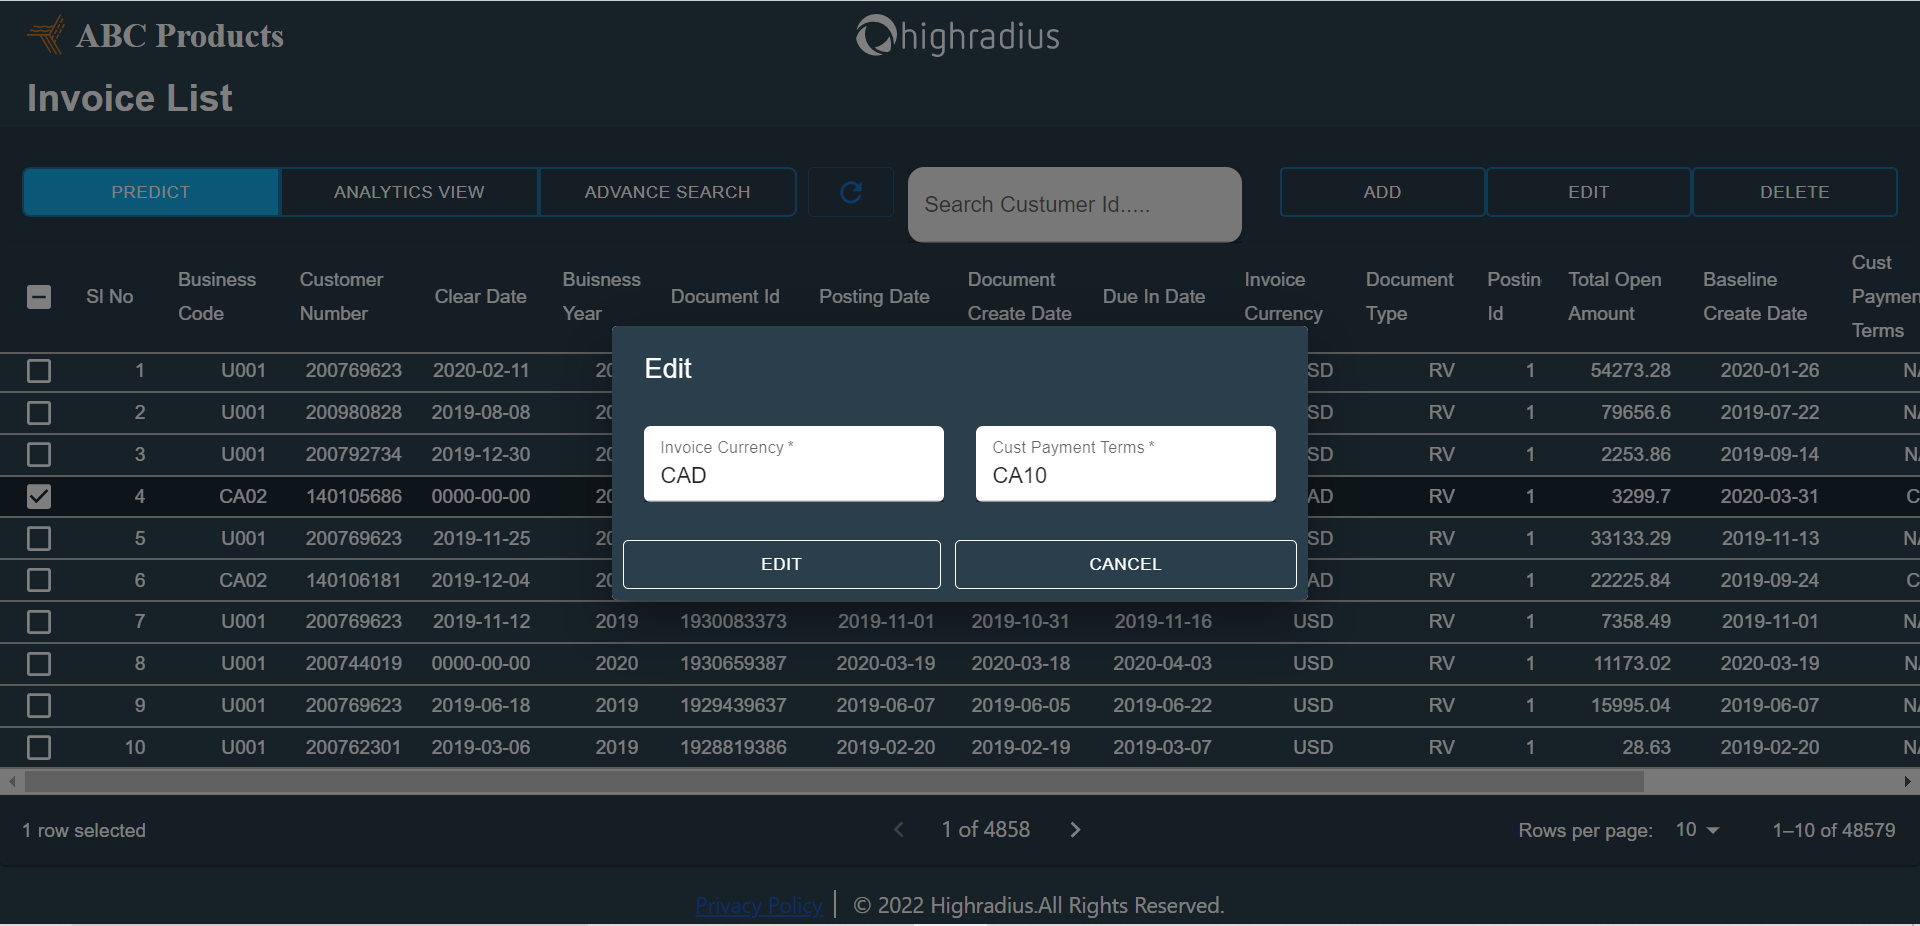 ABC Products
highradius
Invoice List
PREDICT ANALYTICS VIEW ADVANCE SEARCH Search Custumer Id..... ADD EDIT DELETE
Sl No Business Code Customer Number Clear Date Buisness Year Document Id Posting Date Document Create Date Due In Date Invoice Currency Document Type Postin Id Total Open Amount Baseline Create Date Cust Paymen Terms
1 U001 200769623 2020-02-11 20 SD RV 1 54273.28 2020-01-26 NA
2 U001 200980828 2019-08-08 20 SD RV 1 79656.6 2019-07-22 NA
3 U001 200792734 2019-12-30 20 SD RV 1 2253.86 2019-09-14 NA
4 CA02 140105686 0000-00-00 20 AD RV 1 3299.7 2020-03-31 C
5 U001 200769623 2019-11-25 20 SD RV 1 33133.29 2019-11-13 NA
6 CA02 140106181 2019-12-04 20 AD RV 1 22225.84 2019-09-24 C
7 U001 200769623 2019-11-12 2019 1930083373 2019-11-01 2019-10-31 2019-11-16 USD RV 1 7358.49 2019-11-01 NA
8 U001 200744019 0000-00-00 2020 1930659387 2020-03-19 2020-03-18 2020-04-03 USD RV 1 11173.02 2020-03-19 NA
9 U001 200769623 2019-06-18 2019 1929439637 2019-06-07 2019-06-05 2019-06-22 USD RV 1 15995.04 2019-06-07 NA
10 U001 200762301 2019-03-06 2019 1928819386 2019-02-20 2019-02-19 2019-03-07 USD RV 1 28.63 2019-02-20 NA
Edit
Invoice Currency * Cust Payment Terms *
CAD CA10
EDIT CANCEL
1 row selected 1 of 4858 Rows per page: 10 1–10 of 48579
Privacy Policy © 2022 Highradius.All Rights Reserved.